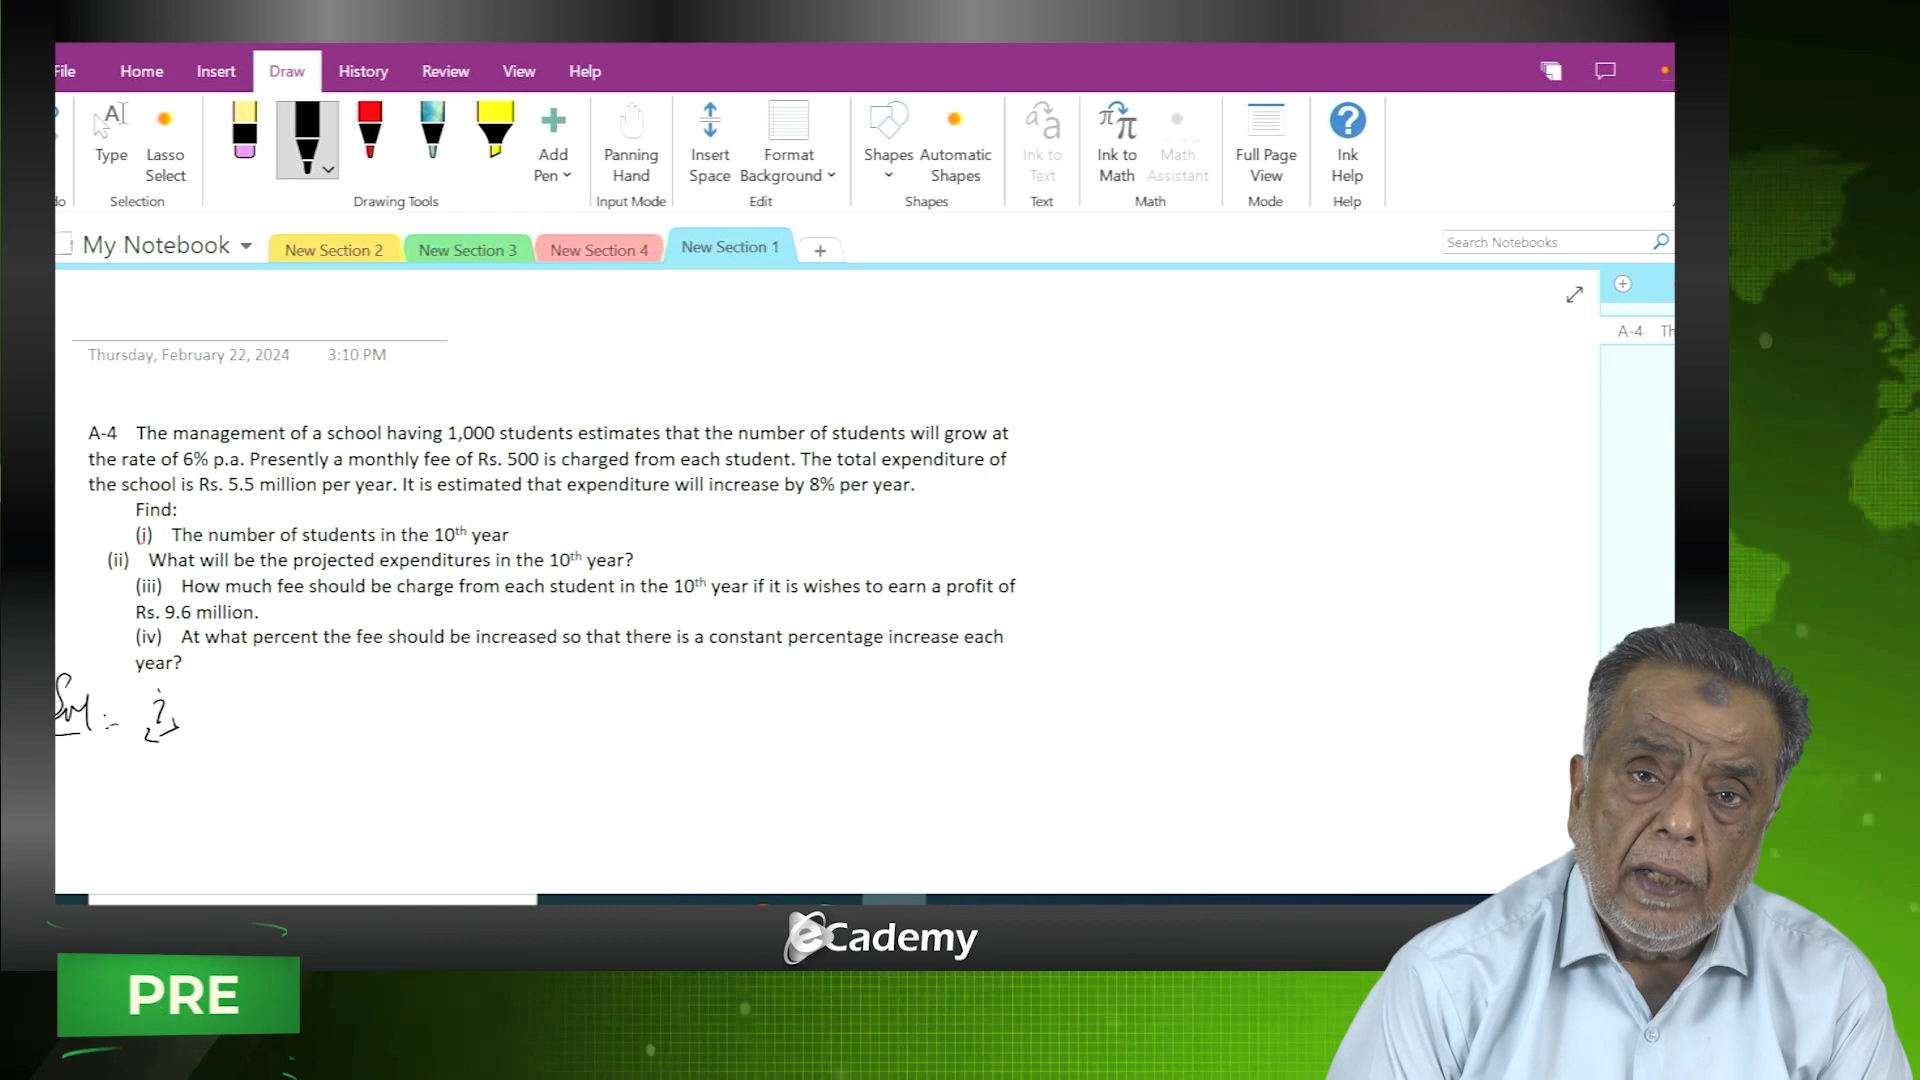 File Home Insert Draw History Review View Help
Type Lasso Select Add Pen Panning Hand Insert Space Format Background Shapes Automatic Shapes Ink to Text Ink to Math Math Assistant Full Page View Ink Help
Selection Drawing Tools Input Mode Edit Shapes Text Math Mode Help
My Notebook New Section 2 New Section 3 New Section 4 New Section 1 + Search Notebooks
A-4 Th
Thursday, February 22, 2024 3:10 PM
A-4 The management of a school having 1,000 students estimates that the number of students will grow at
the rate of 6% p.a. Presently a monthly fee of Rs. 500 is charged from each student. The total expenditure of
the school is Rs. 5.5 million per year. It is estimated that expenditure will increase by 8% per year.
Find:
(i) The number of students in the 10th year
(ii) What will be the projected expenditures in the 10th year?
(iii) How much fee should be charge from each student in the 10th year if it is wishes to earn a profit of
Rs. 9.6 million.
(iv) At what percent the fee should be increased so that there is a constant percentage increase each
year?
Sol :-
eCademy
PRE